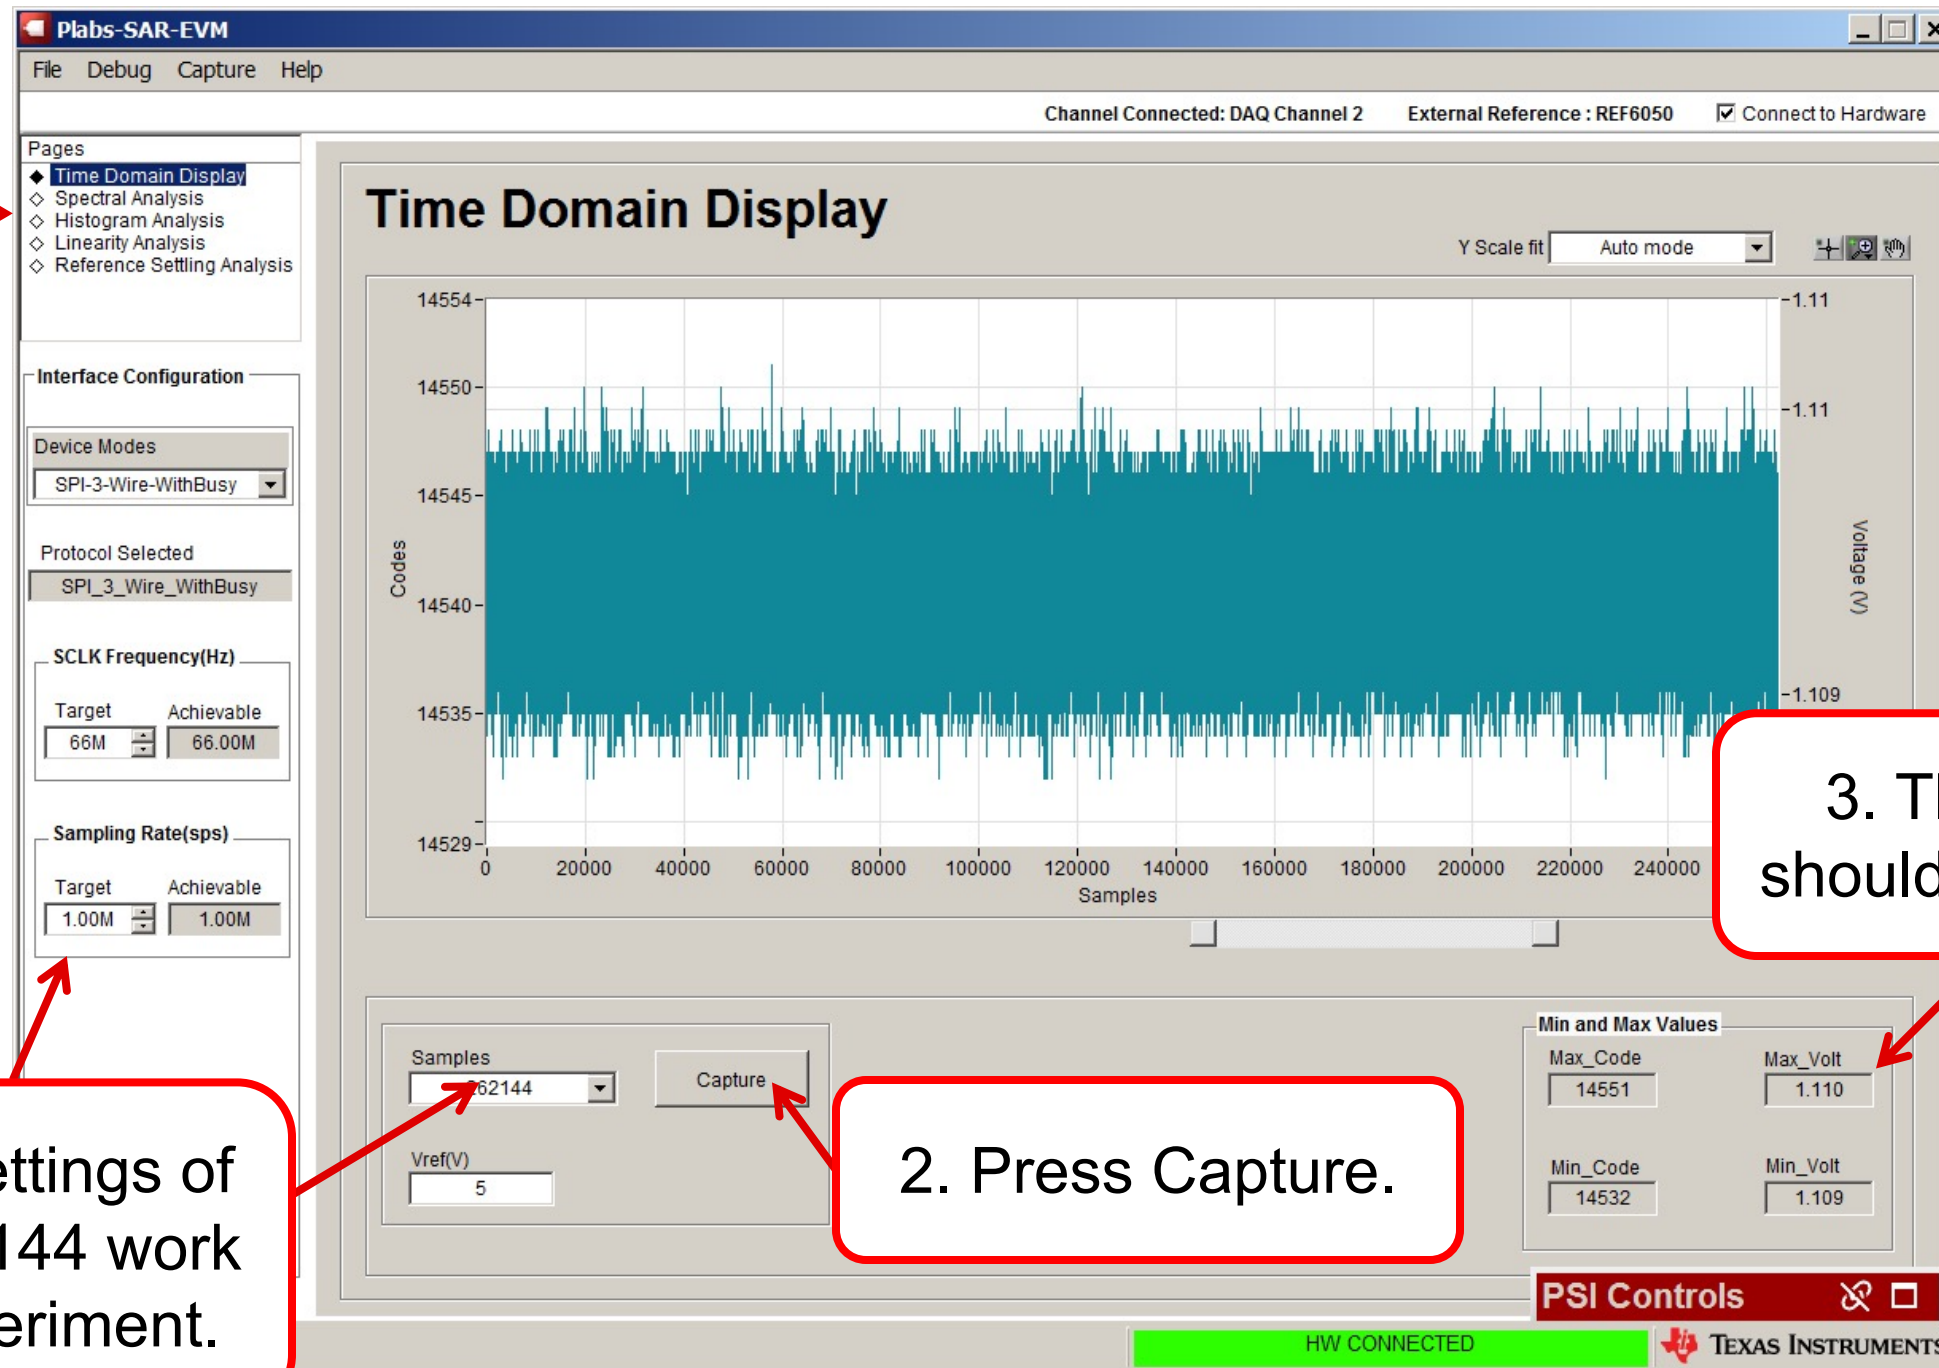 Plabs-SAR-EVM
File Debug Capture Help
Channel Connected: DAQ Channel 2 External Reference : REF6050 Connect to Hardware
Pages
Time Domain Display
Spectral Analysis
Histogram Analysis
Linearity Analysis
Reference Settling Analysis
Interface Configuration
Device Modes
SPI-3-Wire-WithBusy
Protocol Selected
SPI_3_Wire_WithBusy
SCLK Frequency(Hz)
Target Achievable
66M 66.00M
Sampling Rate(sps)
Target Achievable
1.00M 1.00M
Time Domain Display
Y Scale fit Auto mode
14554
14550
14545
14540
14535
14529
Codes
1.11
1.11
1.109
Voltage (V)
0 20000 40000 60000 80000 100000 120000 140000 160000 180000 200000 220000 240000
Samples
3.
should
Samples
262144
Capture
Vref(V)
5
2. Press Capture.
Min and Max Values
Max_Code Max_Volt
14551 1.110
Min_Code Min_Volt
14532 1.109
ettings of
144 work
eriment.
PSI Controls
HW CONNECTED
TEXAS INSTRUMENTS